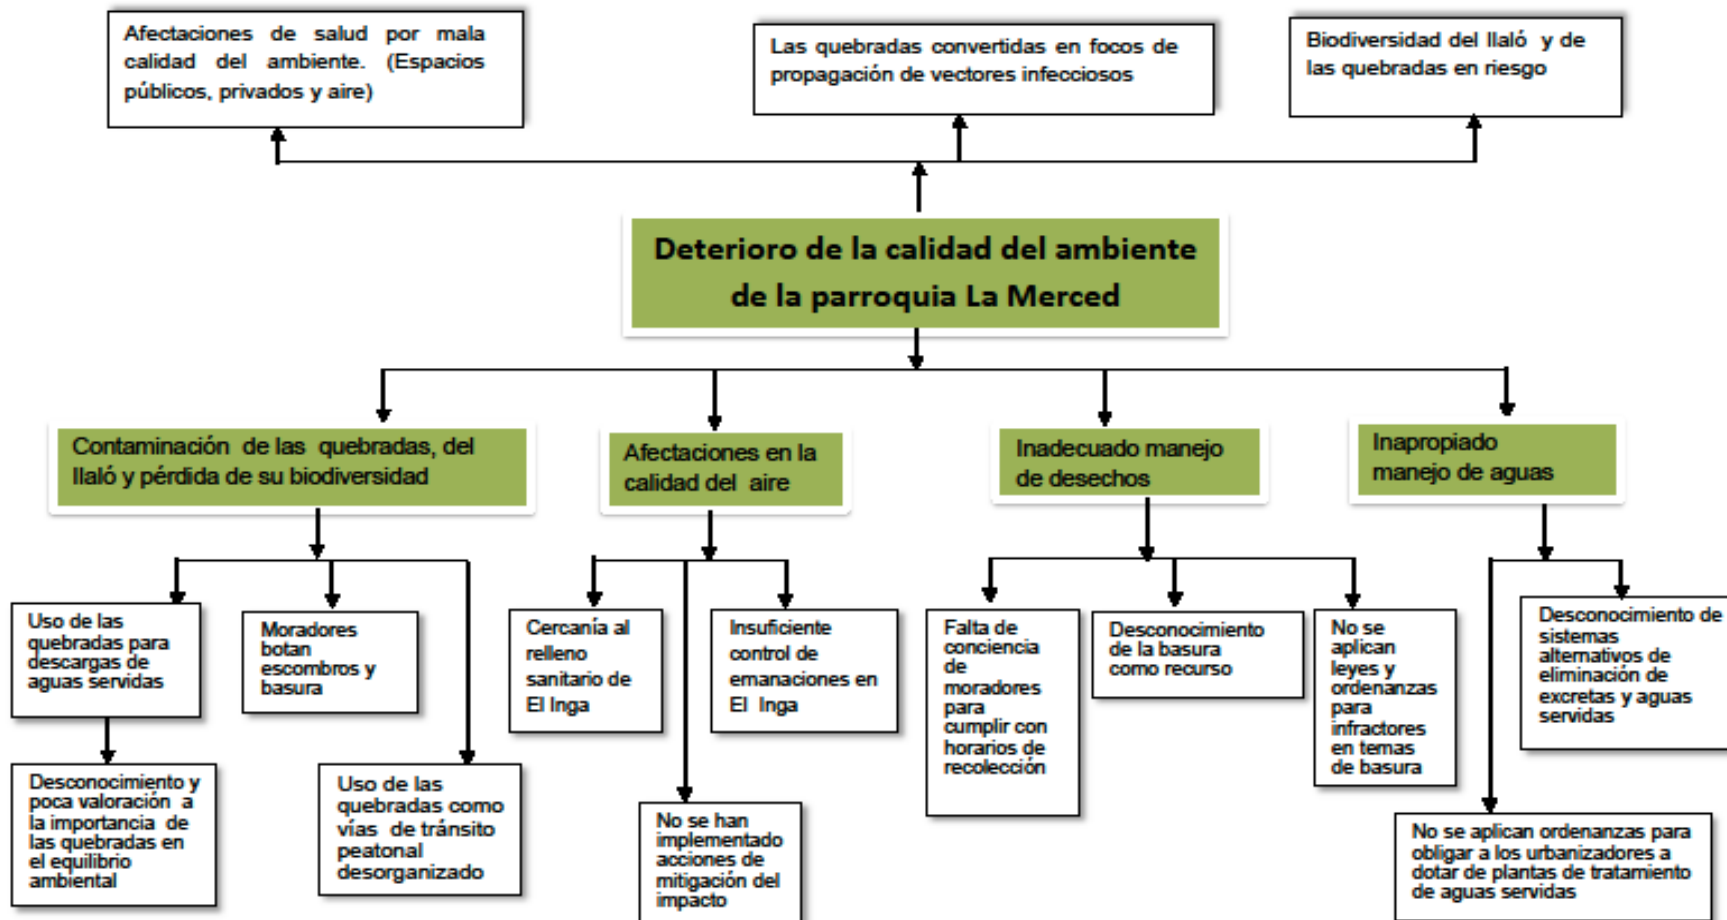 Afectaciones de salud por mala
calidad del ambiente. (Espacios
públicos, privados y aire)
Las quebradas convertidas en focos de
propagación de vectores infecciosos
Biodiversidad del Ilaló y de
las quebradas en riesgo
Deterioro de la calidad del ambiente
de la parroquia La Merced
Contaminación de las quebradas, del
Ilaló y pérdida de su biodiversidad
Afectaciones en la
calidad del aire
Inadecuado manejo
de desechos
Inapropiado
manejo de aguas
Uso de las
quebradas para
descargas de
aguas servidas
Moradores
botan
escombros y
basura
Cercanía al
relleno
sanitario de
El Inga
Insuficiente
control de
emanaciones en
El Inga
Falta de
conciencia
de
moradores
para
cumplir con
horarios de
recolección
Desconocimiento
de la basura
como recurso
No se
aplican
leyes y
ordenanzas
para
infractores
en temas
de basura
Desconocimiento de
sistemas
alternativos de
eliminación de
excretas y aguas
servidas
Desconocimiento y
poca valoración a
la importancia de
las quebradas en
el equilibrio
ambiental
Uso de las
quebradas como
vías de tránsito
peatonal
desorganizado
No se han
implementado
acciones de
mitigación del
impacto
No se aplican ordenanzas para
obligar a los urbanizadores a
dotar de plantas de tratamiento
de aguas servidas